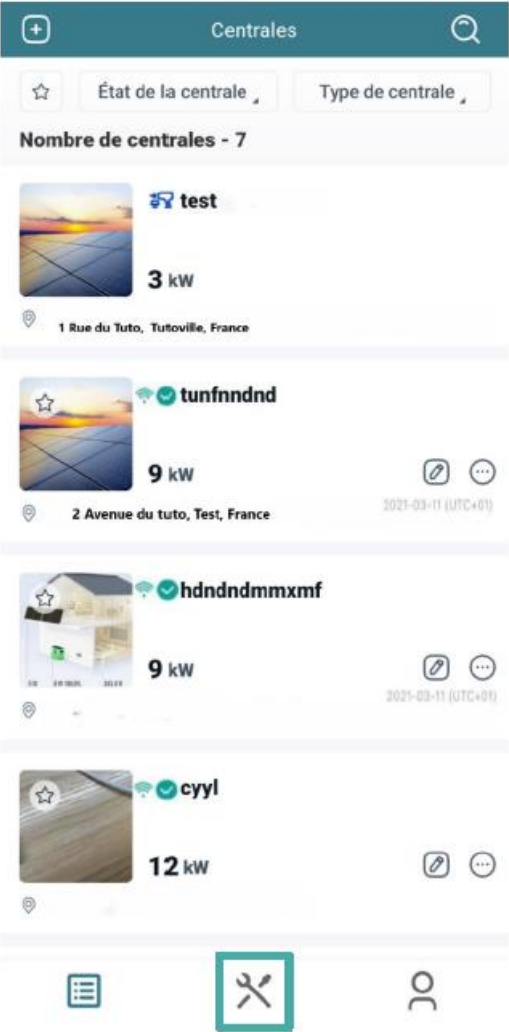 Centrales
État de la centrale
Type de centrale
Nombre de centrales - 7
test
3 kW
1 Rue du Tuto, Tutoville, France
tunfnndnd
9 kW
2 Avenue du tuto, Test, France
2021-03-11 (UTC+01)
hdndndmmxmf
9 kW
2021-03-11 (UTC+01)
cyyl
12 kW